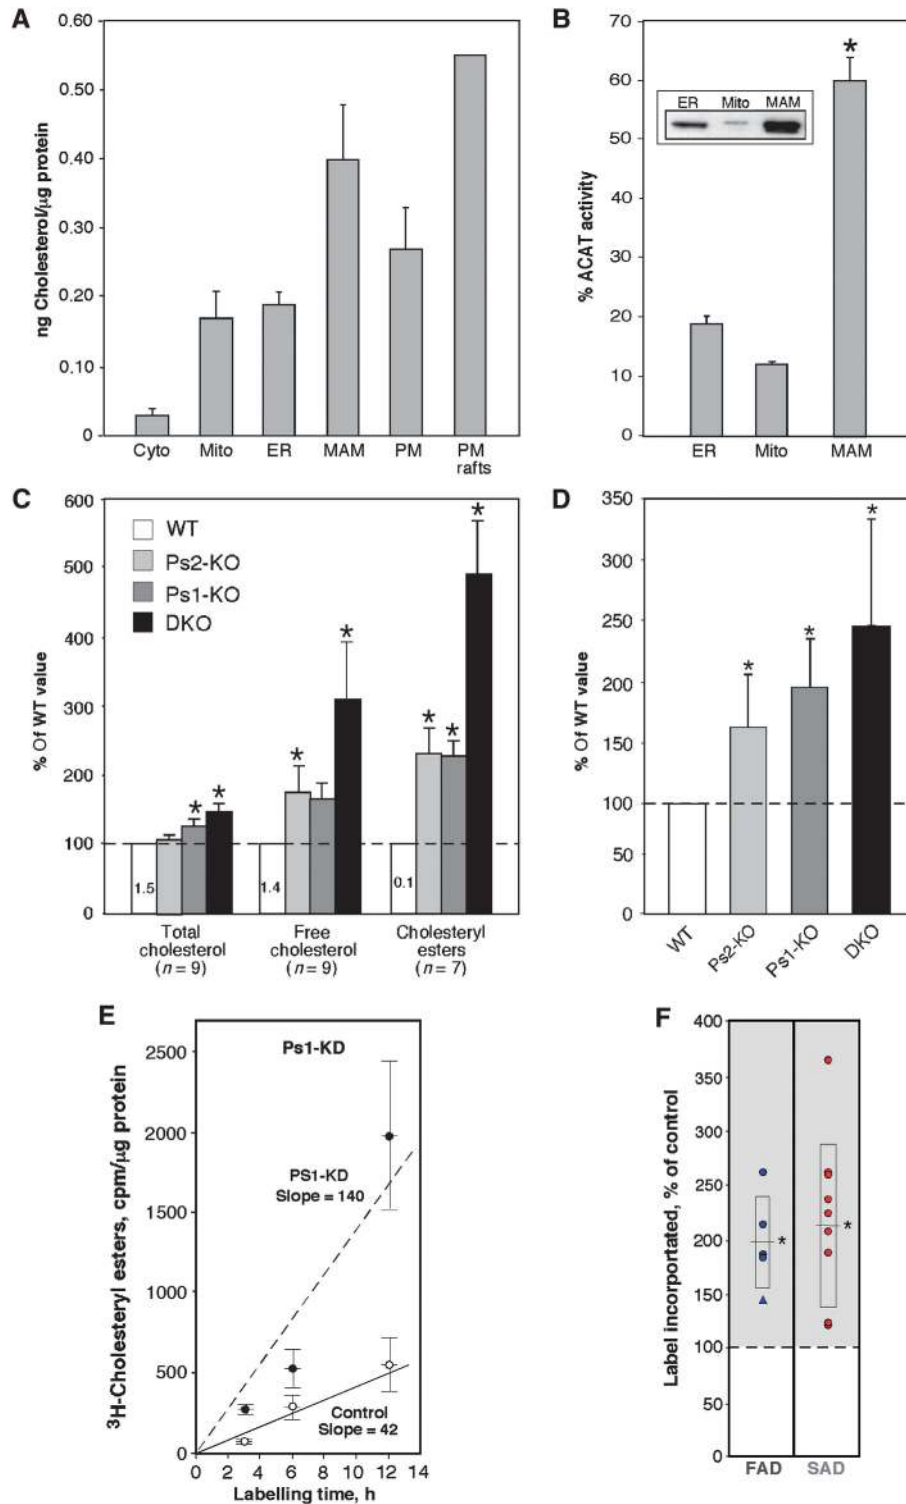 A
ng Cholesterol/µg protein
0.60
0.50
0.40
0.30
0.20
0.10
0
Cyto Mito ER MAM PM PM
rafts
B
% ACAT activity
70
60
50
40
30
20
10
0
*
ER Mito MAM
ER Mito MAM
C
% Of WT value
600
500
400
300
200
100
0
WT
Ps2-KO
Ps1-KO
DKO
* *
* *
* * *
1.5 1.4 0.1
Total
cholesterol
(n = 9)
Free
cholesterol
(n = 9)
Cholesteryl
esters
(n = 7)
D
% Of WT value
350
300
250
200
150
100
50
0
* * *
WT Ps2-KO Ps1-KO DKO
E
³H-Cholesteryl esters, cpm/µg protein
2500
2000
1500
1000
500
0
Ps1-KD
PS1-KD
Slope = 140
Control
Slope = 42
0 2 4 6 8 10 12 14
Labelling time, h
F
Label incorportated, % of control
400
350
300
250
200
150
100
50
0
* *
FAD SAD